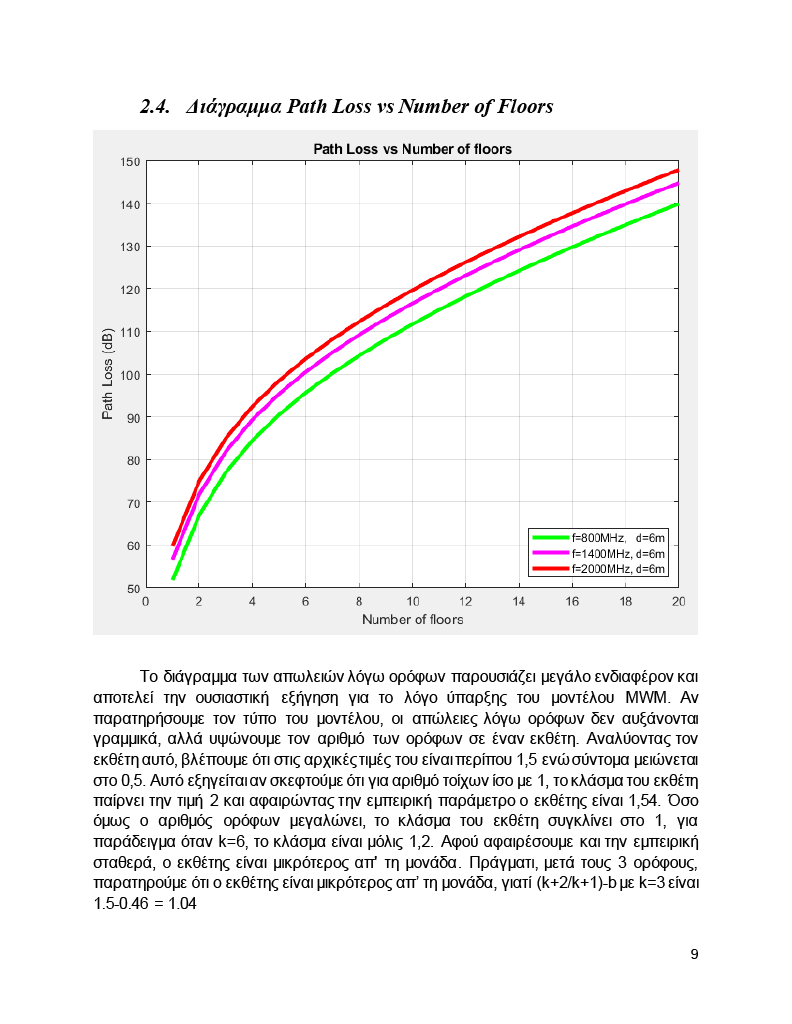 2.4. Διάγραμμα Path Loss vs Number of Floors
Path Loss vs Number of floors
150
140
130
120
110
100
90
80
70
60
50
Path Loss (dB)
f=800MHz, d=6m
f=1400MHz, d=6m
f=2000MHz, d=6m
0 2 4 6 8 10 12 14 16 18 20
Number of floors
Το διάγραμμα των απωλειών λόγω ορόφων παρουσιάζει μεγάλο ενδιαφέρον και
αποτελεί την ουσιαστική εξήγηση για το λόγο ύπαρξης του μοντέλου MWM. Αν
παρατηρήσουμε τον τύπο του μοντέλου, οι απώλειες λόγω ορόφων δεν αυξάνονται
γραμμικά, αλλά υψώνουμε τον αριθμό των ορόφων σε έναν εκθέτη. Αναλύοντας τον
εκθέτη αυτό, βλέπουμε ότι στις αρχικές τιμές του είναι περίπου 1,5 ενώ σύντομα μειώνεται
στο 0,5. Αυτό εξηγείται αν σκεφτούμε ότι για αριθμό τοίχων ίσο με 1, το κλάσμα του εκθέτη
παίρνει την τιμή 2 και αφαιρώντας την εμπειρική παράμετρο ο εκθέτης είναι 1,54. Όσο
όμως ο αριθμός ορόφων μεγαλώνει, το κλάσμα του εκθέτη συγκλίνει στο 1, για
παράδειγμα όταν k=6, το κλάσμα είναι μόλις 1,2. Αφού αφαιρέσουμε και την εμπειρική
σταθερά, ο εκθέτης είναι μικρότερος απ' τη μονάδα. Πράγματι, μετά τους 3 ορόφους,
παρατηρούμε ότι ο εκθέτης είναι μικρότερος απ’ τη μονάδα, γιατί (k+2/k+1)-b με k=3 είναι
1.5-0.46 = 1.04
9